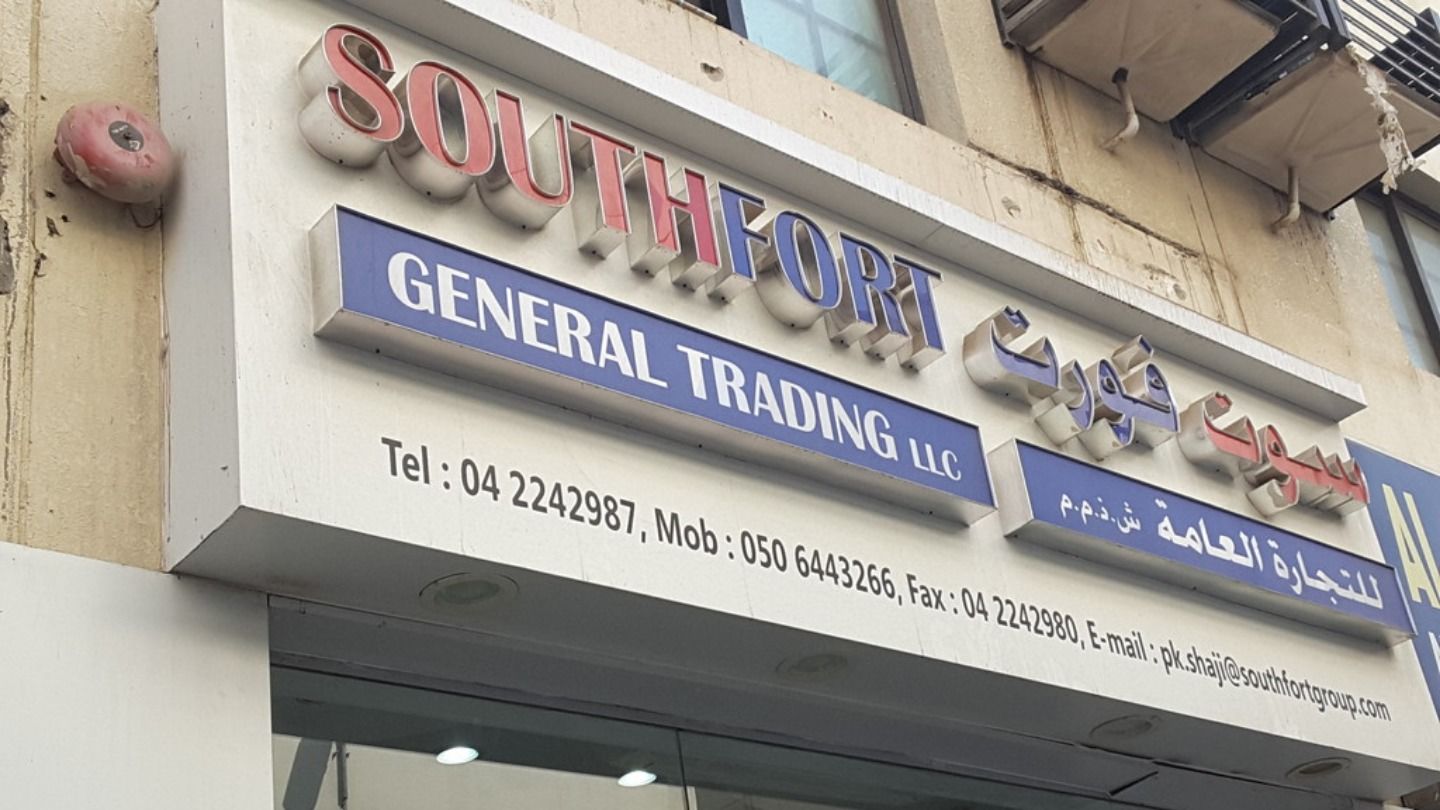 SOUTHFORT
سوت فورت
GENERAL TRADING LLC
للتجارة العامة ش.ذ.م.م
Tel : 04 2242987, Mob : 050 6443266, Fax : 04 2242980, E-mail : pk.shaji@southfortgroup.com